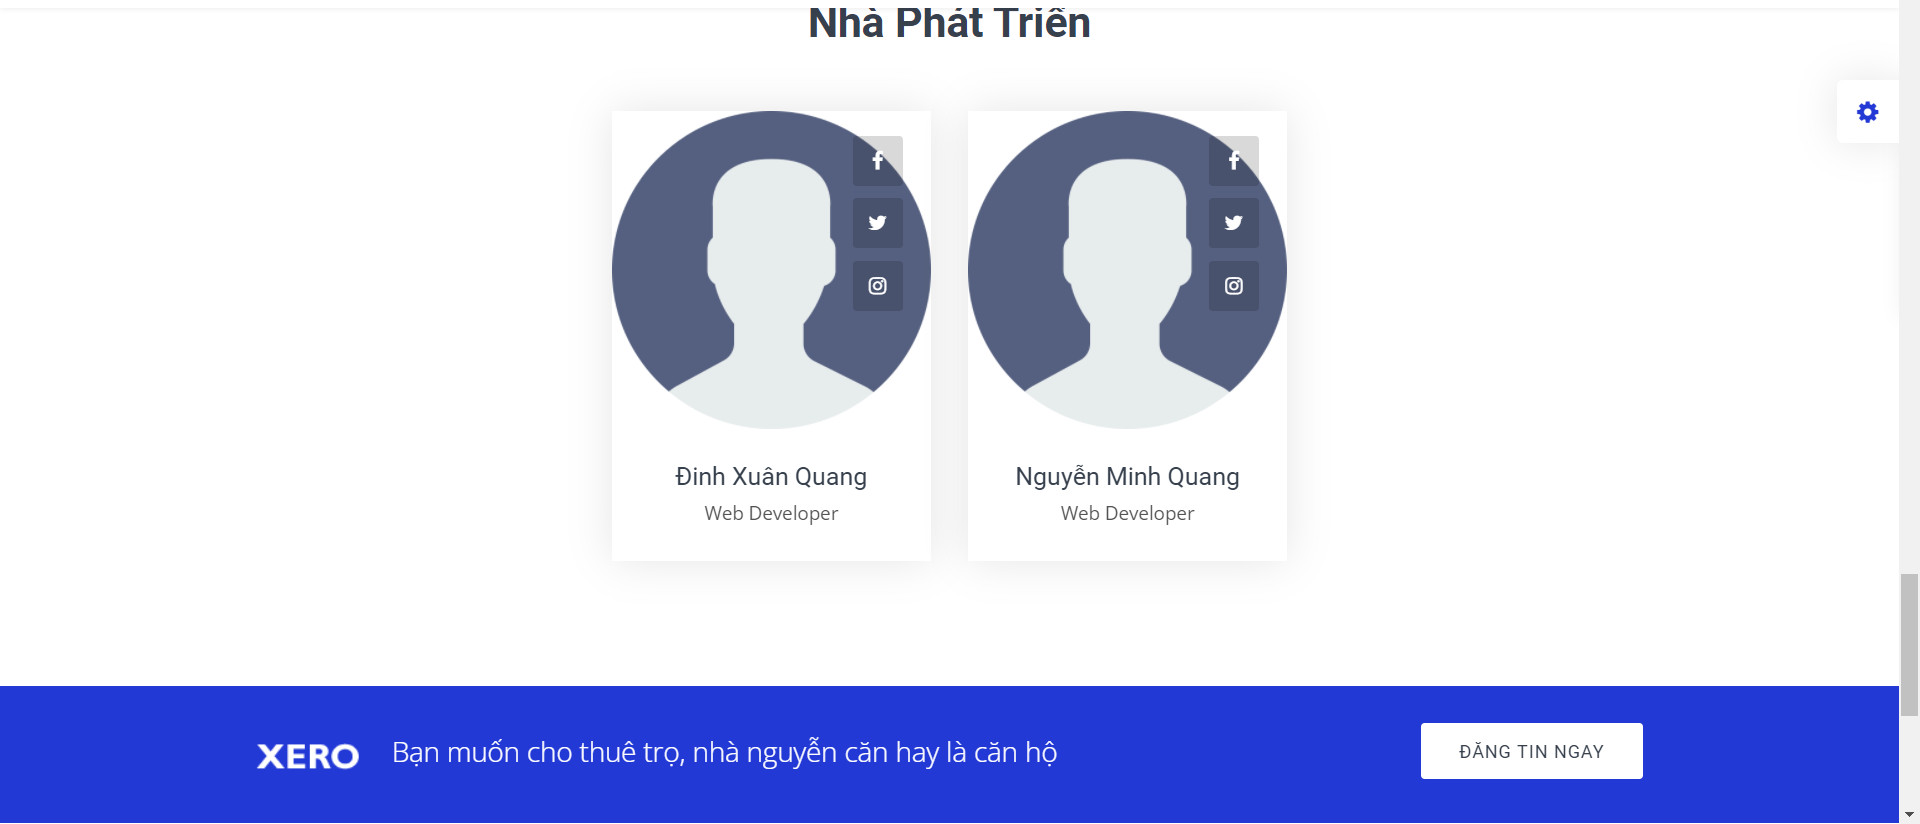 Nhà Phát Triển
Đinh Xuân Quang
Web Developer
Nguyễn Minh Quang
Web Developer
XERO
Bạn muốn cho thuê trọ, nhà nguyễn căn hay là căn hộ
ĐĂNG TIN NGAY